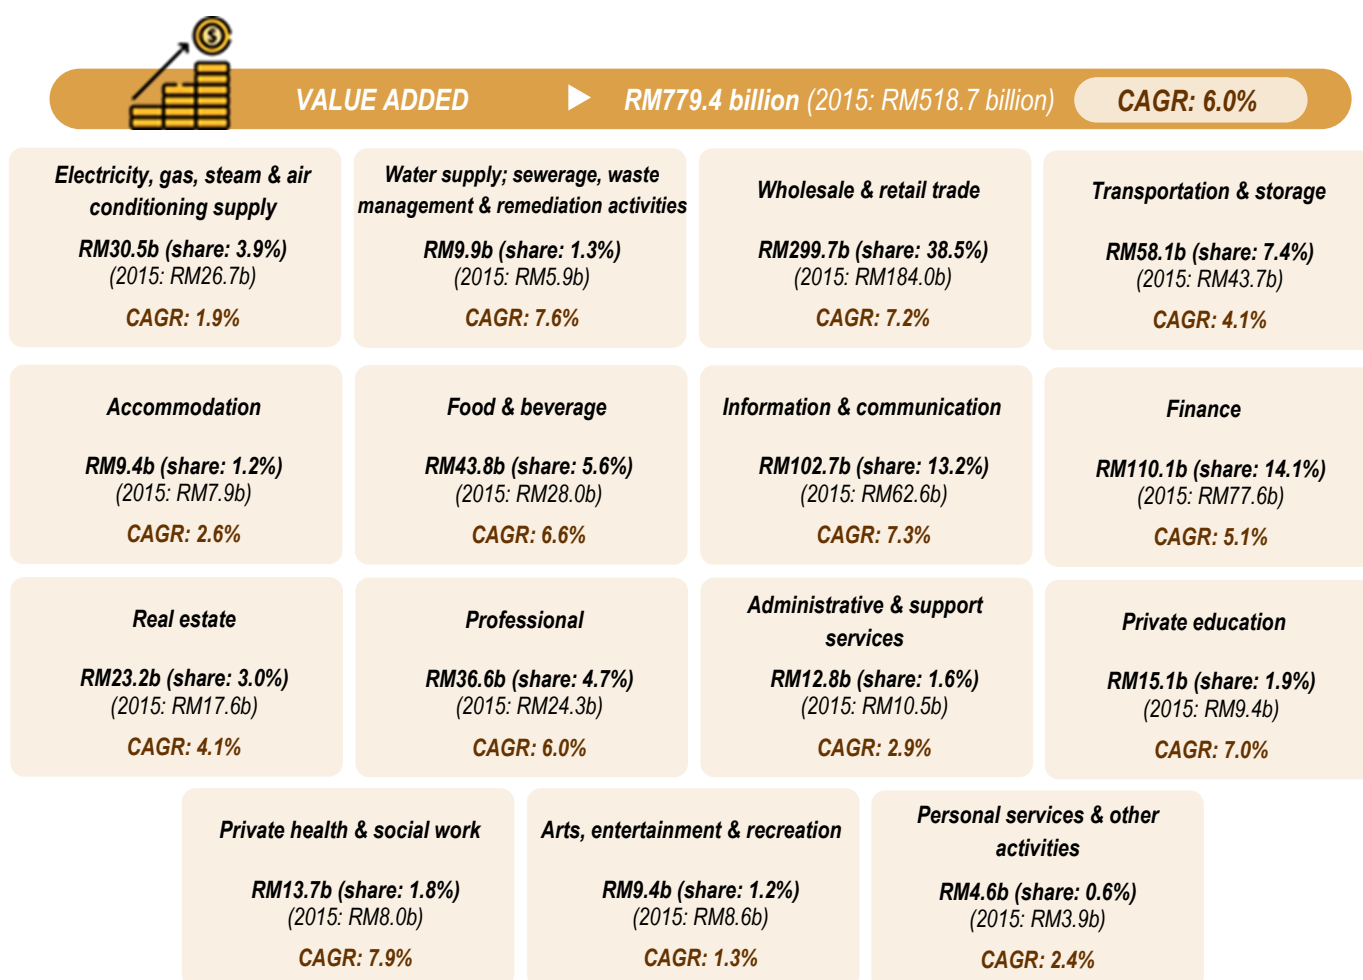 $
VALUE ADDED RM779.4 billion (2015: RM518.7 billion) CAGR: 6.0%
Electricity, gas, steam & air
conditioning supply
RM30.5b (share: 3.9%)
(2015: RM26.7b)
CAGR: 1.9%
Water supply; sewerage, waste
management & remediation activities
RM9.9b (share: 1.3%)
(2015: RM5.9b)
CAGR: 7.6%
Wholesale & retail trade
RM299.7b (share: 38.5%)
(2015: RM184.0b)
CAGR: 7.2%
Transportation & storage
RM58.1b (share: 7.4%)
(2015: RM43.7b)
CAGR: 4.1%
Accommodation
RM9.4b (share: 1.2%)
(2015: RM7.9b)
CAGR: 2.6%
Food & beverage
RM43.8b (share: 5.6%)
(2015: RM28.0b)
CAGR: 6.6%
Information & communication
RM102.7b (share: 13.2%)
(2015: RM62.6b)
CAGR: 7.3%
Finance
RM110.1b (share: 14.1%)
(2015: RM77.6b)
CAGR: 5.1%
Real estate
RM23.2b (share: 3.0%)
(2015: RM17.6b)
CAGR: 4.1%
Professional
RM36.6b (share: 4.7%)
(2015: RM24.3b)
CAGR: 6.0%
Administrative & support
services
RM12.8b (share: 1.6%)
(2015: RM10.5b)
CAGR: 2.9%
Private education
RM15.1b (share: 1.9%)
(2015: RM9.4b)
CAGR: 7.0%
Private health & social work
RM13.7b (share: 1.8%)
(2015: RM8.0b)
CAGR: 7.9%
Arts, entertainment & recreation
RM9.4b (share: 1.2%)
(2015: RM8.6b)
CAGR: 1.3%
Personal services & other
activities
RM4.6b (share: 0.6%)
(2015: RM3.9b)
CAGR: 2.4%